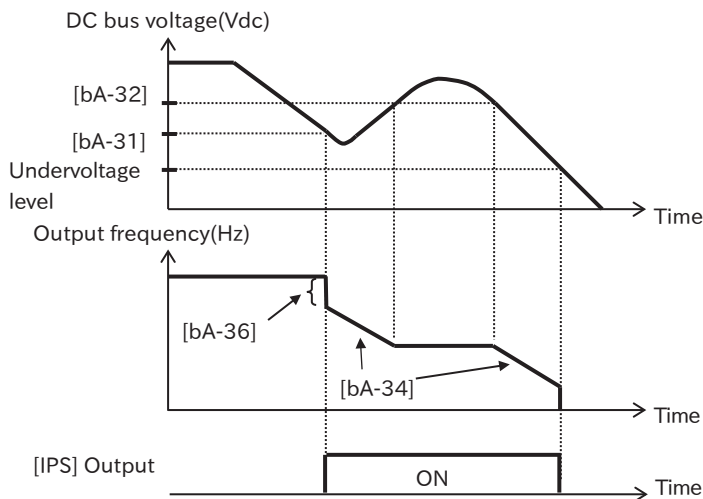 DC bus voltage(Vdc)
[bA-32]
[bA-31]
Undervoltage
level
Time
Output frequency(Hz)
[bA-36]
[bA-34]
Time
[IPS] Output
ON
Time